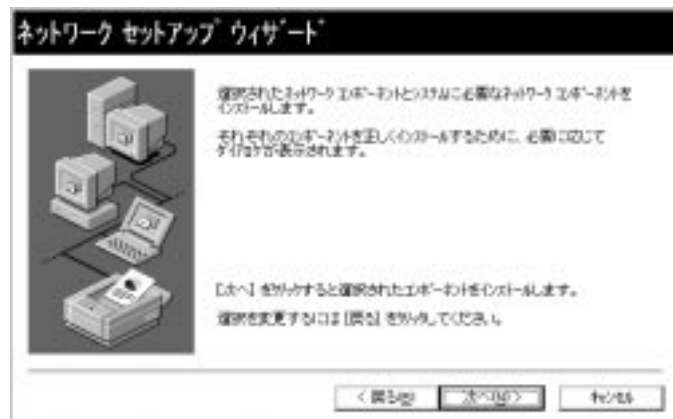 ネットワーク セットアップ ウィザード
選択されたネットワーク コンポーネントとシステムに必要なネットワーク コンポーネントを
インストールします。
それぞれのコンポーネントを正しくインストールするために、必要に応じて
ダイアログが表示されます。
[次へ] をクリックすると選択されたコンポーネントをインストールします。
選択を変更するには [戻る] をクリックしてください。
< 戻る(B)
次へ(N) >
キャンセル